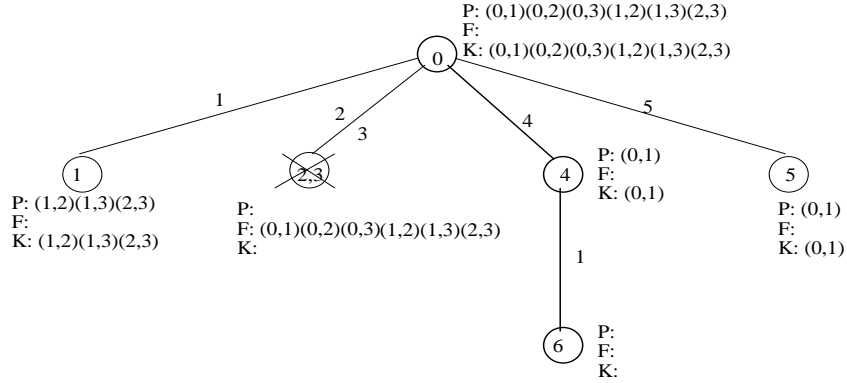 P: (0,1)(0,2)(0,3)(1,2)(1,3)(2,3)
F:
K: (0,1)(0,2)(0,3)(1,2)(1,3)(2,3)
0
1
2
3
4
5
1
P: (1,2)(1,3)(2,3)
F:
K: (1,2)(1,3)(2,3)
2,3
P:
F: (0,1)(0,2)(0,3)(1,2)(1,3)(2,3)
K:
4
P: (0,1)
F:
K: (0,1)
5
P: (0,1)
F:
K: (0,1)
1
6
P:
F:
K: